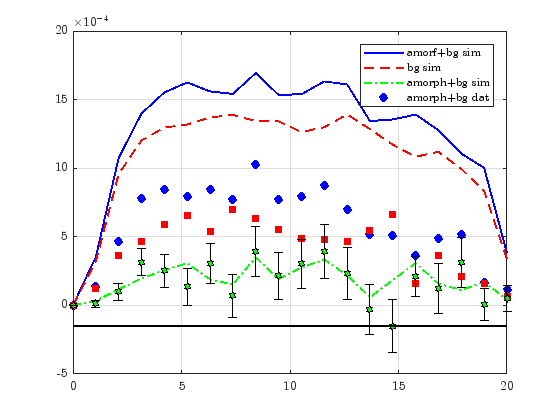 ×10⁻⁴
20
amorf+bg sim
bg sim
amorph+bg sim
amorph+bg dat
15
10
5
0
-5
0 5 10 15 20